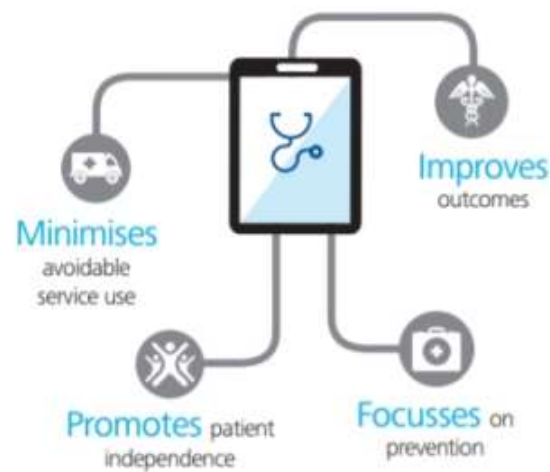 Improves
outcomes
Minimises
avoidable
service use
Promotes patient
independence
Focusses on
prevention